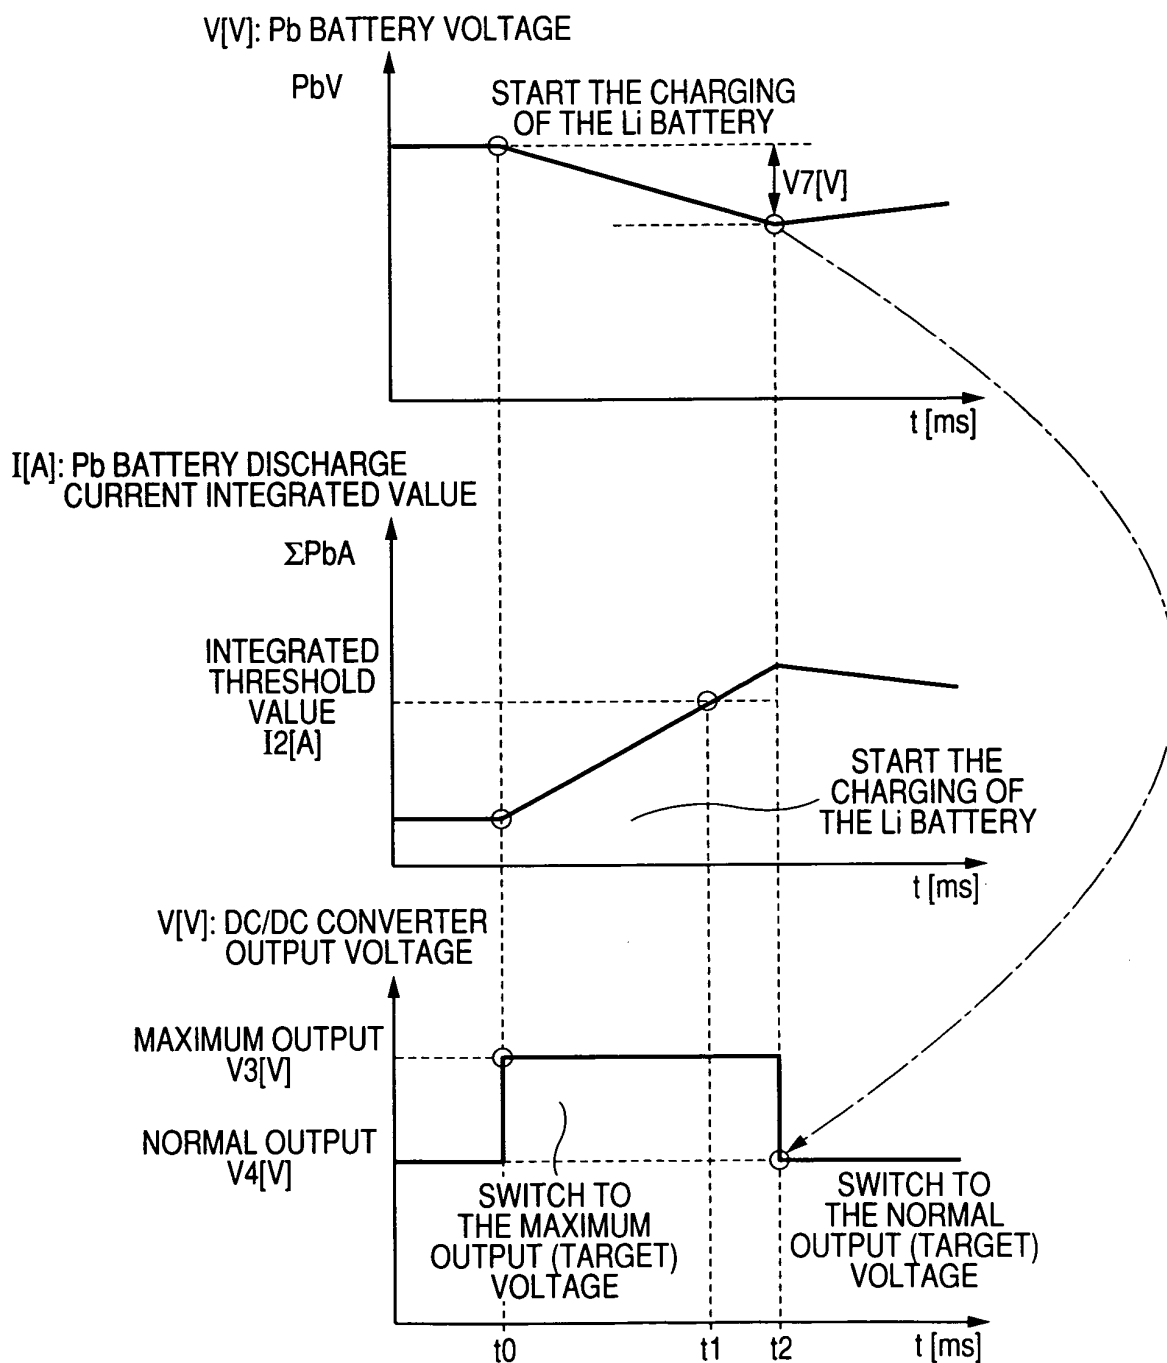 V[V]: Pb BATTERY VOLTAGE
PbV
START THE CHARGING
OF THE Li BATTERY
V7[V]
t [ms]
I[A]: Pb BATTERY DISCHARGE
CURRENT INTEGRATED VALUE
ΣPbA
INTEGRATED
THRESHOLD
VALUE
I2[A]
START THE
CHARGING OF
THE Li BATTERY
t [ms]
V[V]: DC/DC CONVERTER
OUTPUT VOLTAGE
MAXIMUM OUTPUT
V3[V]
NORMAL OUTPUT
V4[V]
SWITCH TO
THE MAXIMUM
OUTPUT (TARGET)
VOLTAGE
SWITCH TO
THE NORMAL
OUTPUT (TARGET)
VOLTAGE
t0
t1
t2
t [ms]